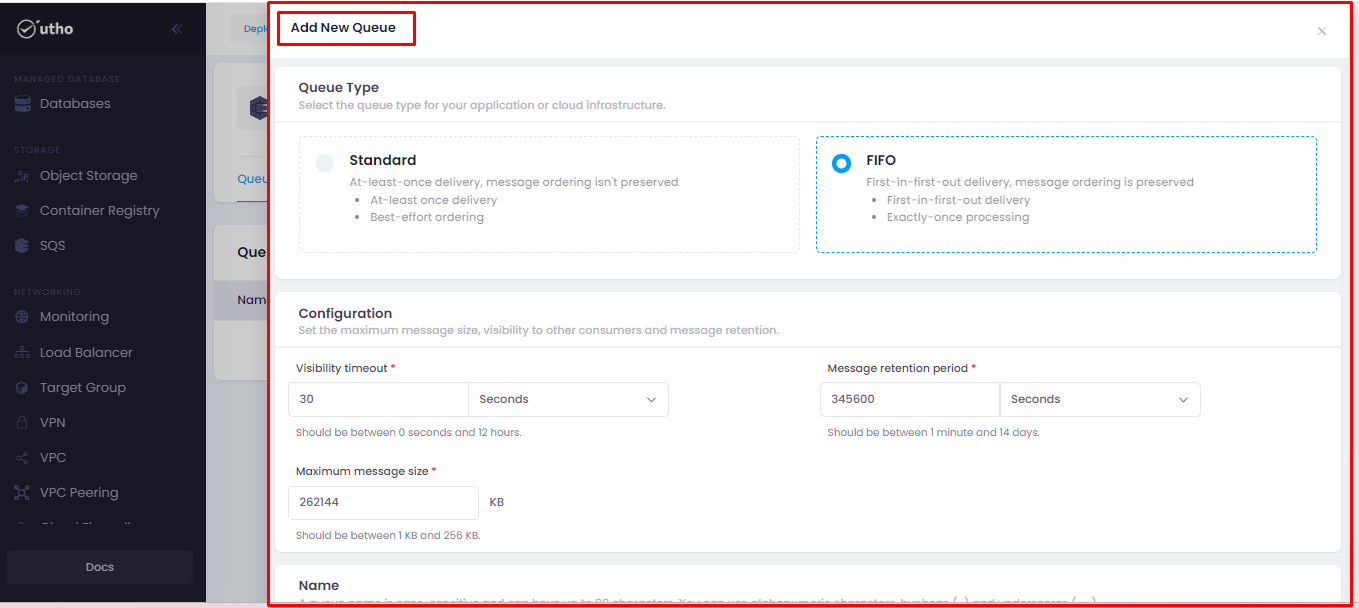 utho
MANAGED DATABASE
Databases
STORAGE
Object Storage
Container Registry
SQS
NETWORKING
Monitoring
Load Balancer
Target Group
VPN
VPC
VPC Peering
Docs
Add New Queue
Queue Type
Select the queue type for your application or cloud infrastructure.
Standard
At-least-once delivery, message ordering isn't preserved
• At-least once delivery
• Best-effort ordering
FIFO
First-in-first-out delivery, message ordering is preserved
• First-in-first-out delivery
• Exactly-once processing
Configuration
Set the maximum message size, visibility to other consumers and message retention.
Visibility timeout *
30 Seconds
Should be between 0 seconds and 12 hours.
Message retention period *
345600 Seconds
Should be between 1 minute and 14 days.
Maximum message size *
262144 KB
Should be between 1 KB and 256 KB.
Name